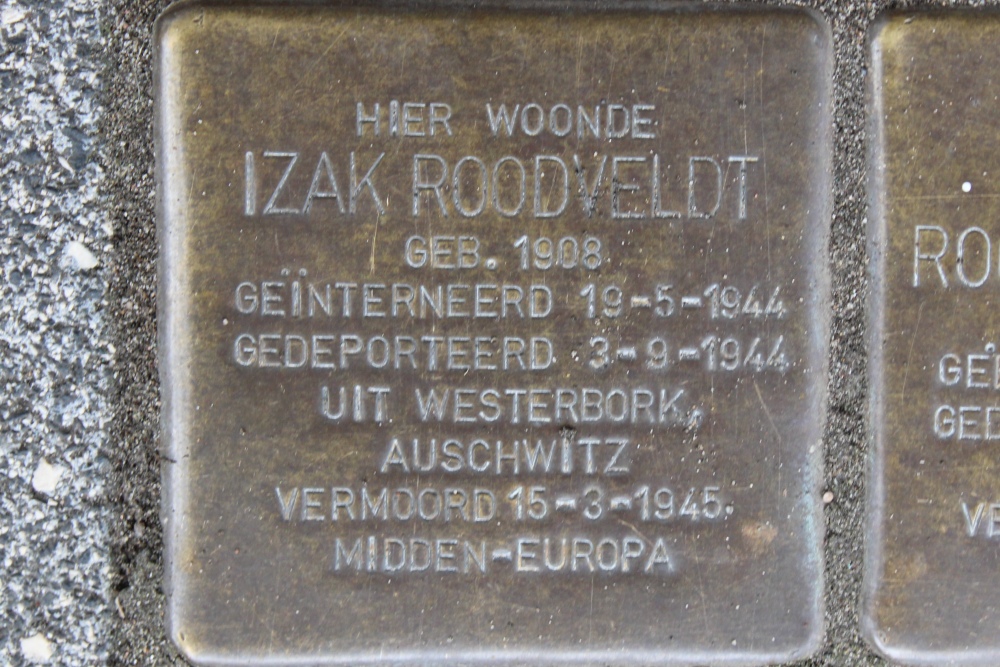 HIER WOONDE
IZAK ROODVELDT
GEB. 1908
GEÏNTERNEERD 19-5-1944
GEDEPORTEERD 3-9-1944
UIT WESTERBORK,
AUSCHWITZ
VERMOORD 15-3-1945
MIDDEN-EUROPA